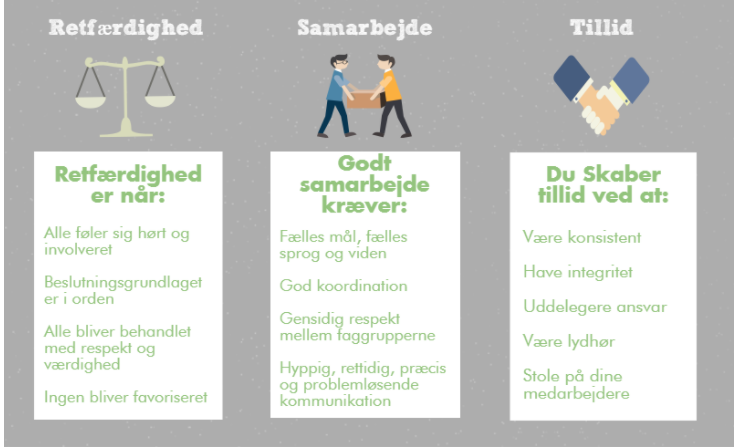 Retfærdighed
Retfærdighed
er når:
Alle føler sig hørt og
involveret
Beslutningsgrundlaget
er i orden
Alle bliver behandlet
med respekt og
værdighed
Ingen bliver favoriseret
Samarbejde
Godt
samarbejde
kræver:
Fælles mål, fælles
sprog og viden
God koordination
Gensidig respekt
mellem faggrupperne
Hyppig, rettidig, præcis
og problemløsende
kommunikation
Tillid
Du Skaber
tillid ved at:
Være konsistent
Have integritet
Uddelegere ansvar
Være lydhør
Stole på dine
medarbejdere